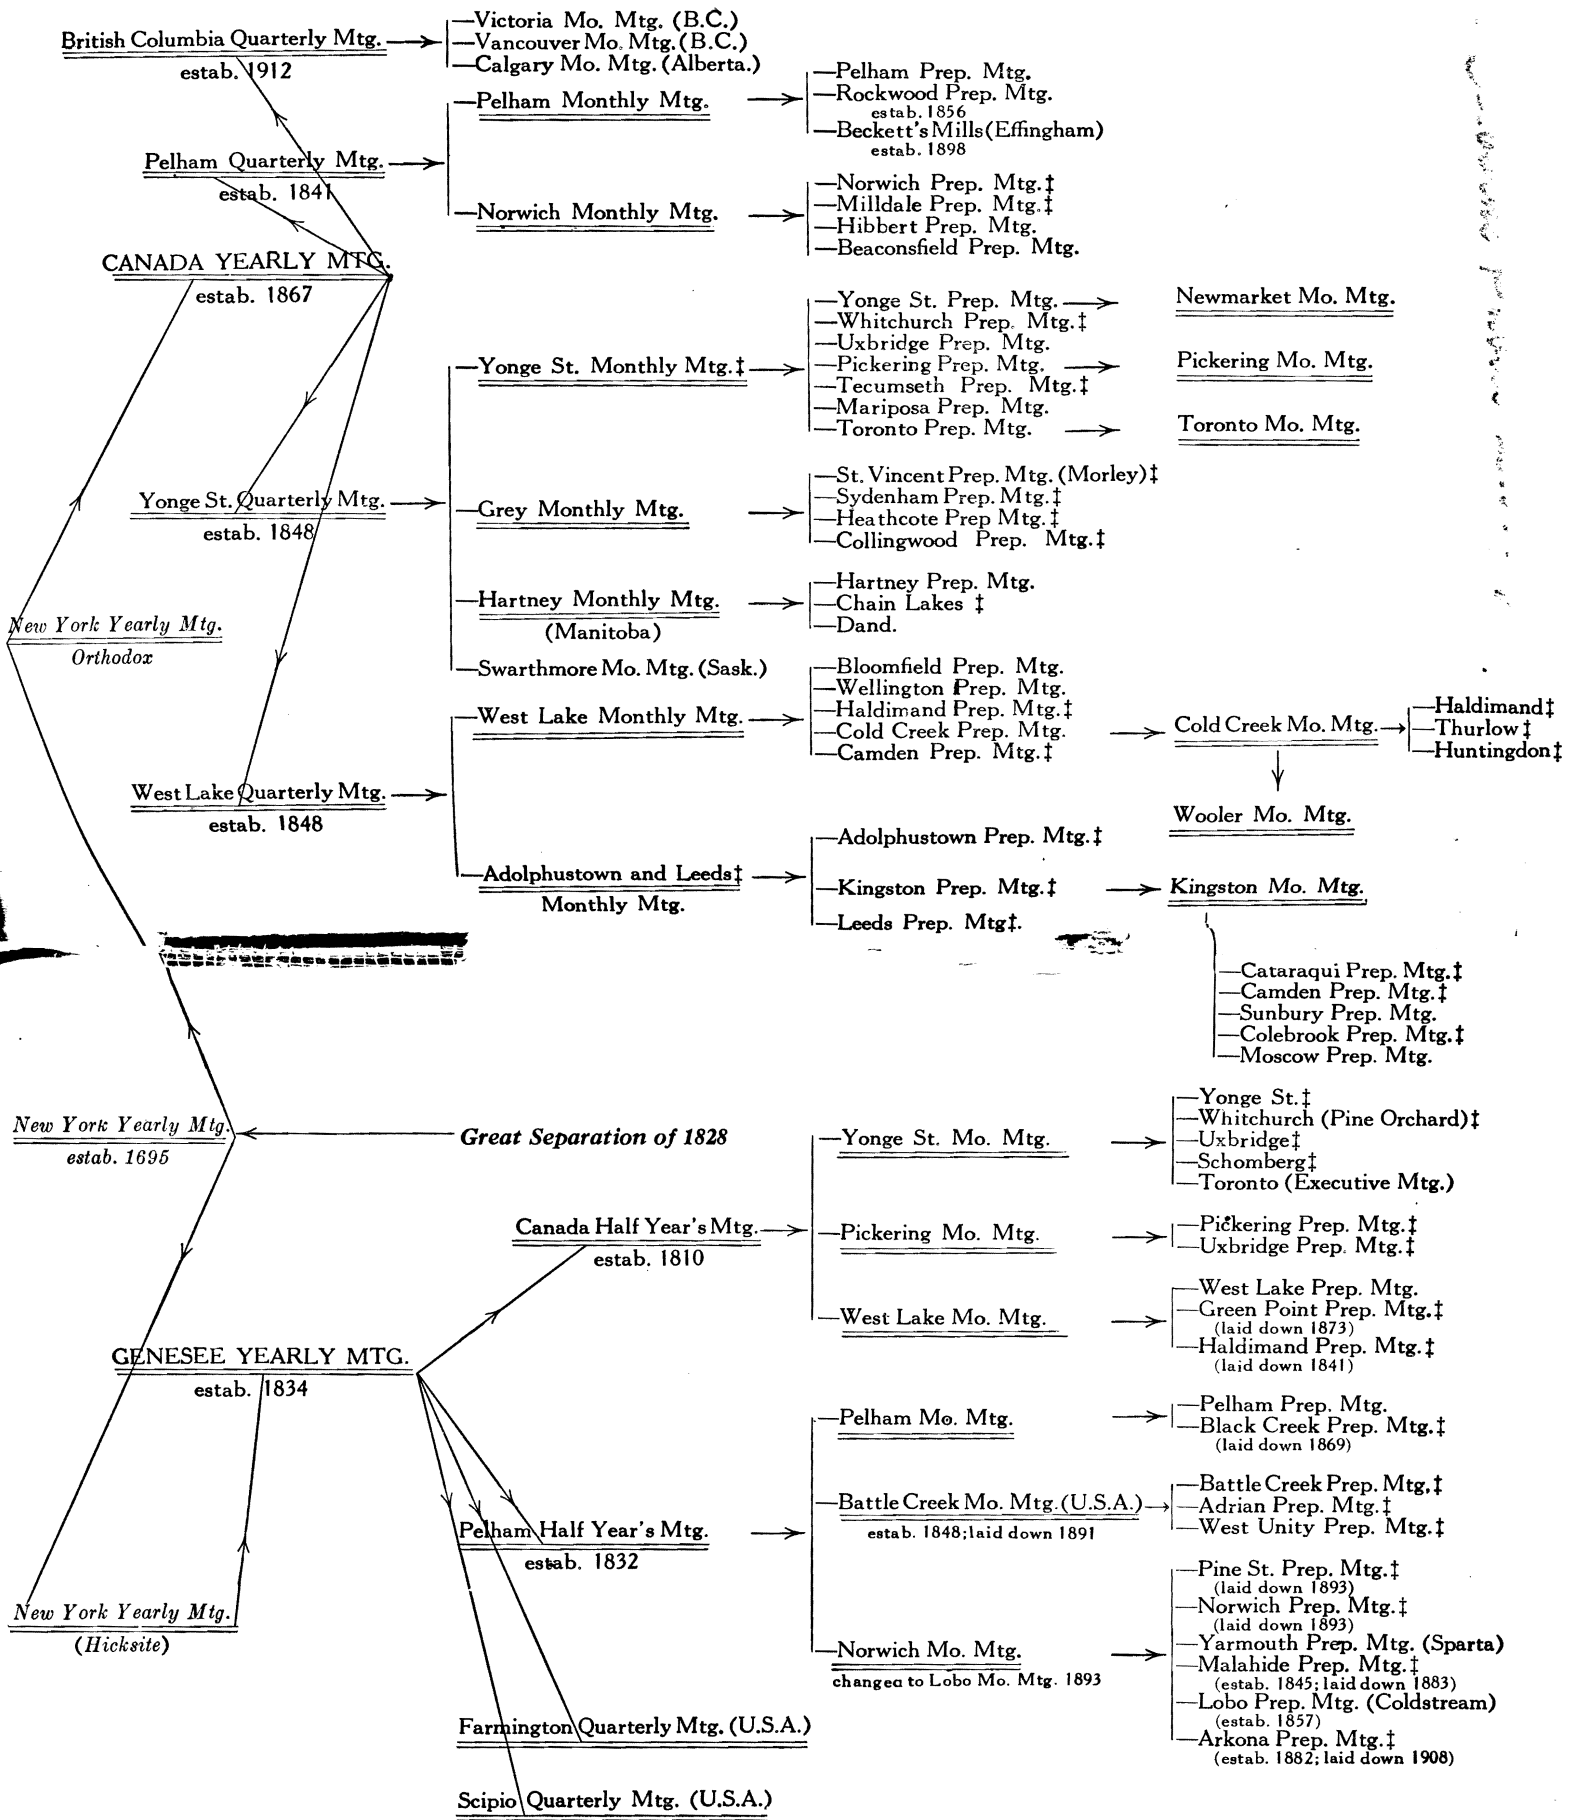 British Columbia Quarterly Mtg.
estab. 1912
—Victoria Mo. Mtg. (B.C.)
—Vancouver Mo. Mtg. (B.C.)
—Calgary Mo. Mtg. (Alberta.)
Pelham Quarterly Mtg.
estab. 1841
—Pelham Monthly Mtg.
—Pelham Prep. Mtg.
—Rockwood Prep. Mtg.
estab. 1856
—Beckett's Mills (Effingham)
estab. 1898
—Norwich Monthly Mtg.
—Norwich Prep. Mtg.‡
—Milldale Prep. Mtg.‡
—Hibbert Prep. Mtg.
—Beaconsfield Prep. Mtg.
CANADA YEARLY MTG.
estab. 1867
Yonge St. Quarterly Mtg.
estab. 1848
—Yonge St. Monthly Mtg.‡
—Yonge St. Prep. Mtg.
Newmarket Mo. Mtg.
—Whitchurch Prep. Mtg.‡
—Uxbridge Prep. Mtg.
—Pickering Prep. Mtg.
Pickering Mo. Mtg.
—Tecumseth Prep. Mtg.‡
—Mariposa Prep. Mtg.
—Toronto Prep. Mtg.
Toronto Mo. Mtg.
—Grey Monthly Mtg.
—St. Vincent Prep. Mtg. (Morley)‡
—Sydenham Prep. Mtg.‡
—Heathcote Prep Mtg.‡
—Collingwood Prep. Mtg.‡
—Hartney Monthly Mtg.
(Manitoba)
—Hartney Prep. Mtg.
—Chain Lakes ‡
—Dand.
—Swarthmore Mo. Mtg. (Sask.)
New York Yearly Mtg.
Orthodox
West Lake Quarterly Mtg.
estab. 1848
—West Lake Monthly Mtg.
—Bloomfield Prep. Mtg.
—Wellington Prep. Mtg.
—Haldimand Prep. Mtg.‡
—Cold Creek Prep. Mtg.
—Camden Prep. Mtg.‡
Cold Creek Mo. Mtg.
—Haldimand‡
—Thurlow‡
—Huntingdon‡
Wooler Mo. Mtg.
—Adolphustown and Leeds‡
Monthly Mtg.
—Adolphustown Prep. Mtg.‡
—Kingston Prep. Mtg.‡
—Leeds Prep. Mtg‡.
Kingston Mo. Mtg.
—Cataraqui Prep. Mtg.‡
—Camden Prep. Mtg.‡
—Sunbury Prep. Mtg.
—Colebrook Prep. Mtg.‡
—Moscow Prep. Mtg.
New York Yearly Mtg.
estab. 1695
Great Separation of 1828
GENESEE YEARLY MTG.
estab. 1834
Canada Half Year's Mtg.
estab. 1810
—Yonge St. Mo. Mtg.
—Yonge St.‡
—Whitchurch (Pine Orchard)‡
—Uxbridge‡
—Schomberg‡
—Toronto (Executive Mtg.)
—Pickering Mo. Mtg.
—Pickering Prep. Mtg.‡
—Uxbridge Prep. Mtg.‡
—West Lake Mo. Mtg.
—West Lake Prep. Mtg.
—Green Point Prep. Mtg.‡
(laid down 1873)
—Haldimand Prep. Mtg.‡
(laid down 1841)
Pelham Half Year's Mtg.
estab. 1832
—Pelham Mo. Mtg.
—Pelham Prep. Mtg.
—Black Creek Prep. Mtg.‡
(laid down 1869)
—Battle Creek Mo. Mtg. (U.S.A.)
estab. 1848; laid down 1891
—Battle Creek Prep. Mtg.‡
—Adrian Prep. Mtg.‡
—West Unity Prep. Mtg.‡
—Norwich Mo. Mtg.
changed to Lobo Mo. Mtg. 1893
—Pine St. Prep. Mtg.‡
(laid down 1893)
—Norwich Prep. Mtg.‡
(laid down 1893)
—Yarmouth Prep. Mtg. (Sparta)
—Malahide Prep. Mtg.‡
(estab. 1845; laid down 1883)
—Lobo Prep. Mtg. (Coldstream)
(estab. 1857)
—Arkona Prep. Mtg.‡
(estab. 1882; laid down 1908)
New York Yearly Mtg.
(Hicksite)
Farmington Quarterly Mtg. (U.S.A.)
Scipio Quarterly Mtg. (U.S.A.)